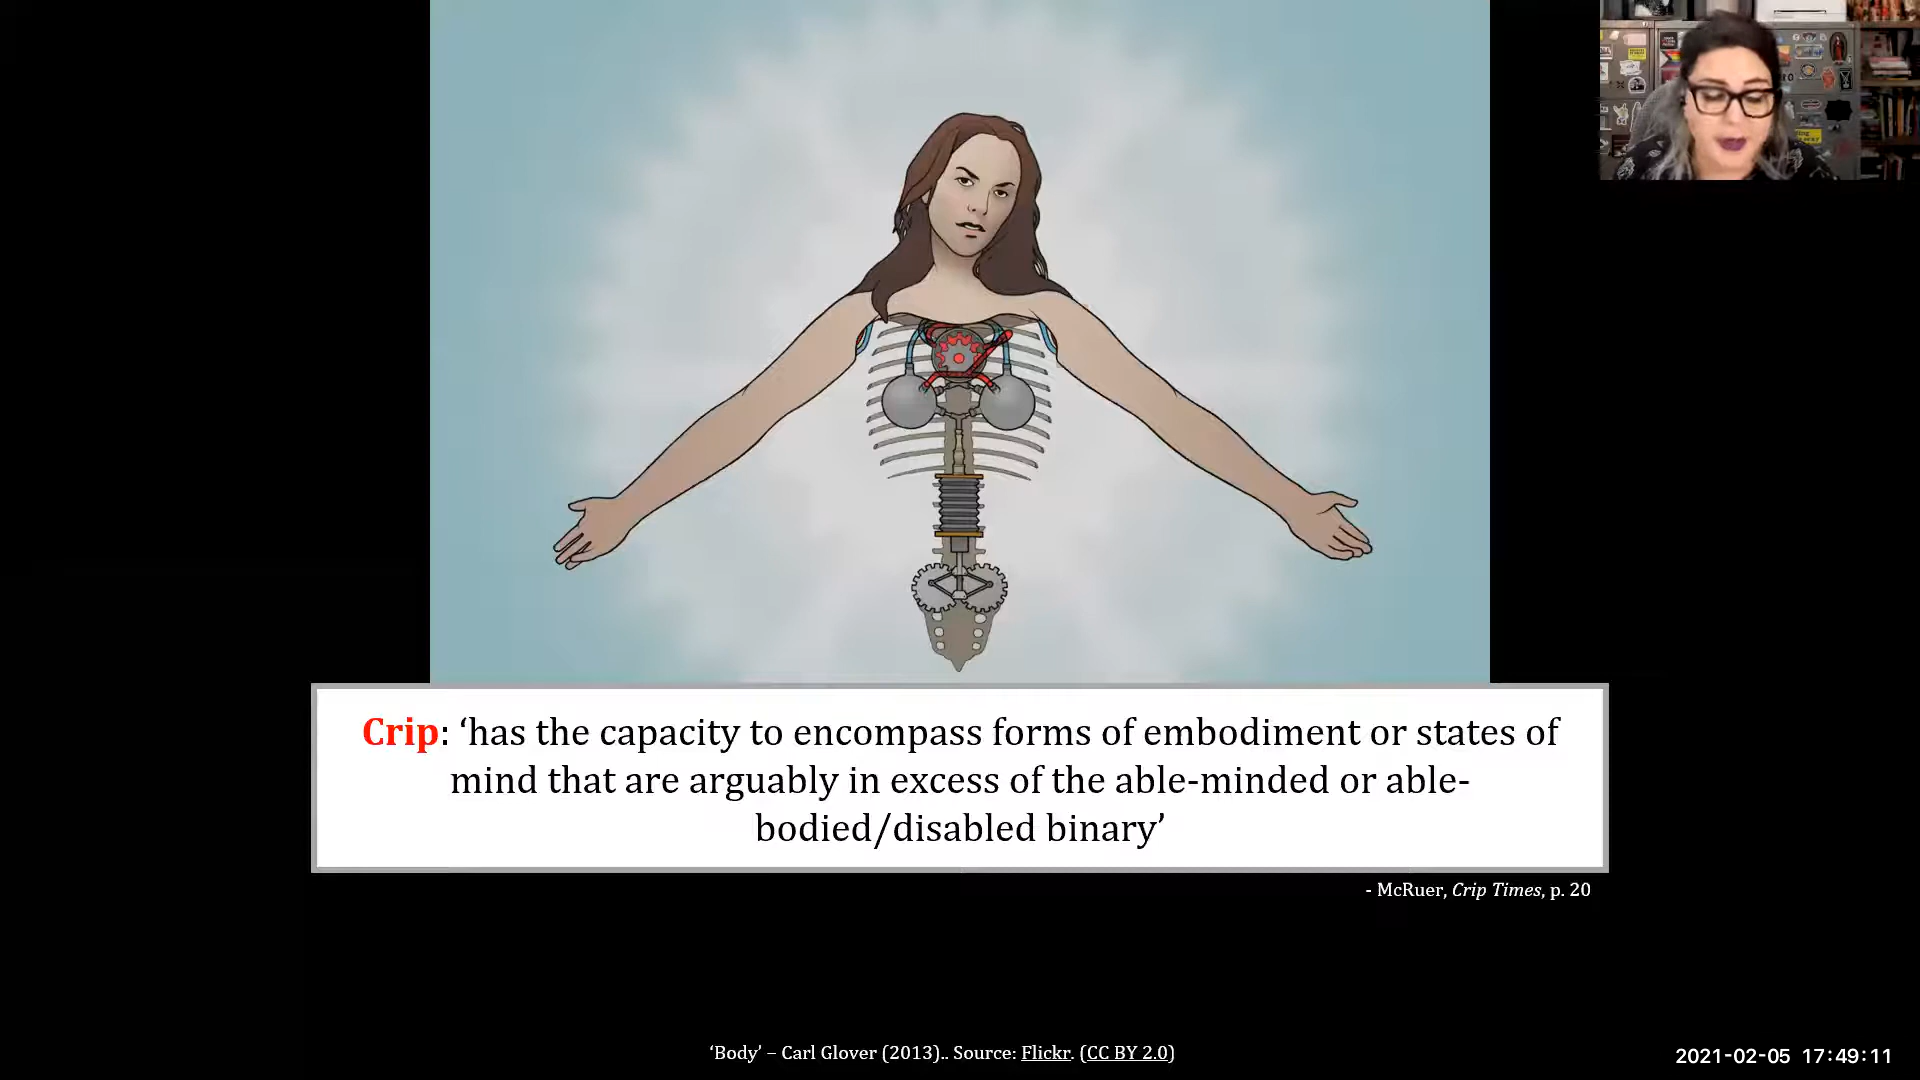 Crip: ‘has the capacity to encompass forms of embodiment or states of
mind that are arguably in excess of the able-minded or able-
bodied/disabled binary’
- McRuer, Crip Times, p. 20
‘Body’ – Carl Glover (2013).. Source: Flickr. (CC BY 2.0)
2021-02-05 17:49:11